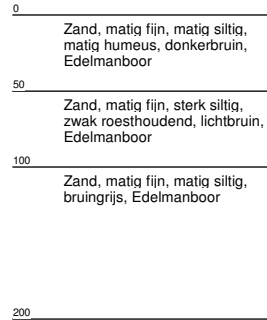 0
Zand, matig fijn, matig siltig,
matig humeus, donkerbruin,
Edelmanboor
50
Zand, matig fijn, sterk siltig,
zwak roesthoudend, lichtbruin,
Edelmanboor
100
Zand, matig fijn, matig siltig,
bruingrijs, Edelmanboor
200